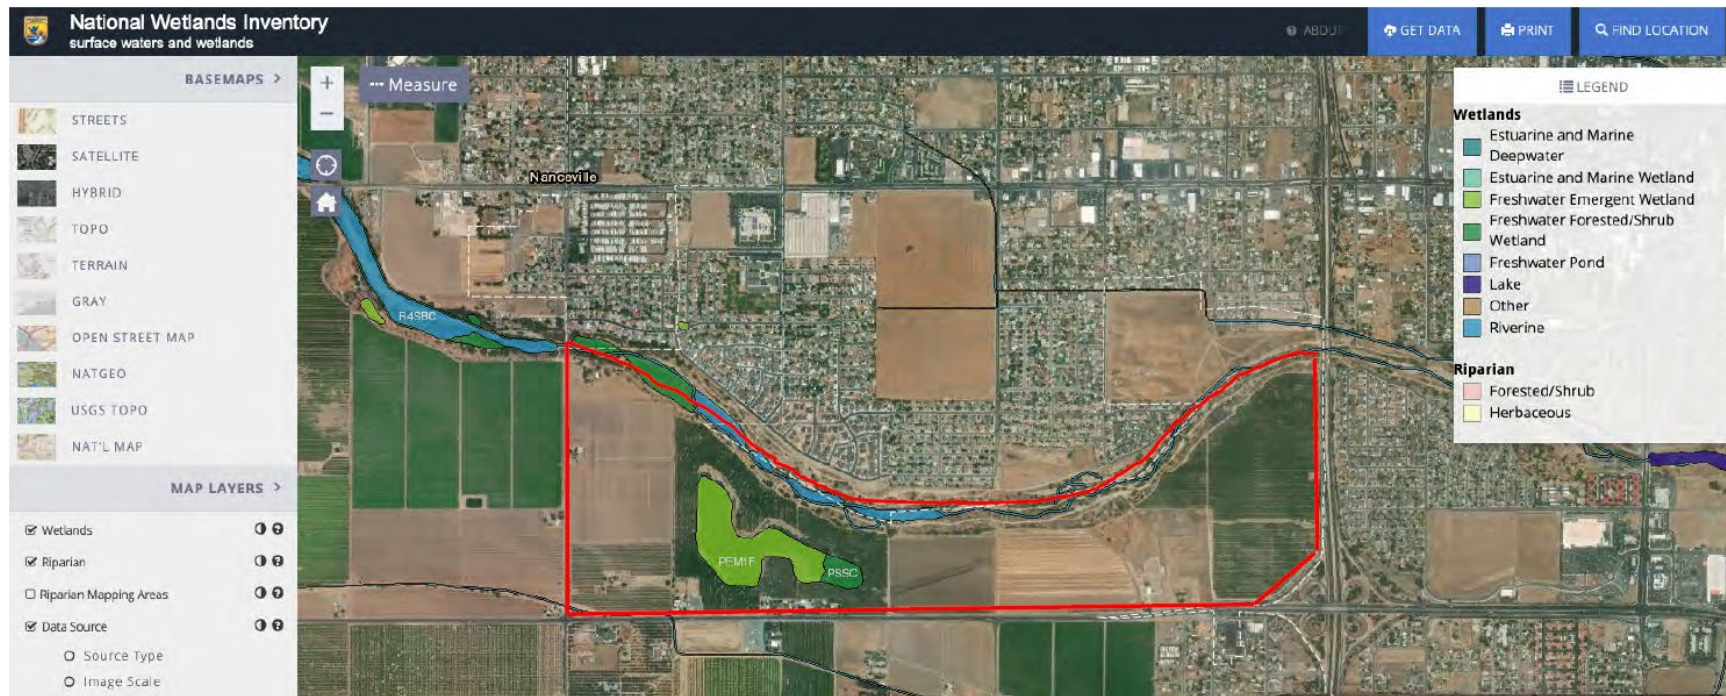 National Wetlands Inventory
surface waters and wetlands
ABOUT
GET DATA
PRINT
FIND LOCATION
BASEMAPS >
STREETS
SATELLITE
HYBRID
TOPO
TERRAIN
GRAY
OPEN STREET MAP
NATGEO
USGS TOPO
NAT'L MAP
MAP LAYERS >
Wetlands
Riparian
Riparian Mapping Areas
Data Source
Source Type
Image Scale
+
−
Measure
Nanceville
R4SBC
PEM1F
PSSC
LEGEND
Wetlands
Estuarine and Marine
Deepwater
Estuarine and Marine Wetland
Freshwater Emergent Wetland
Freshwater Forested/Shrub
Wetland
Freshwater Pond
Lake
Other
Riverine
Riparian
Forested/Shrub
Herbaceous